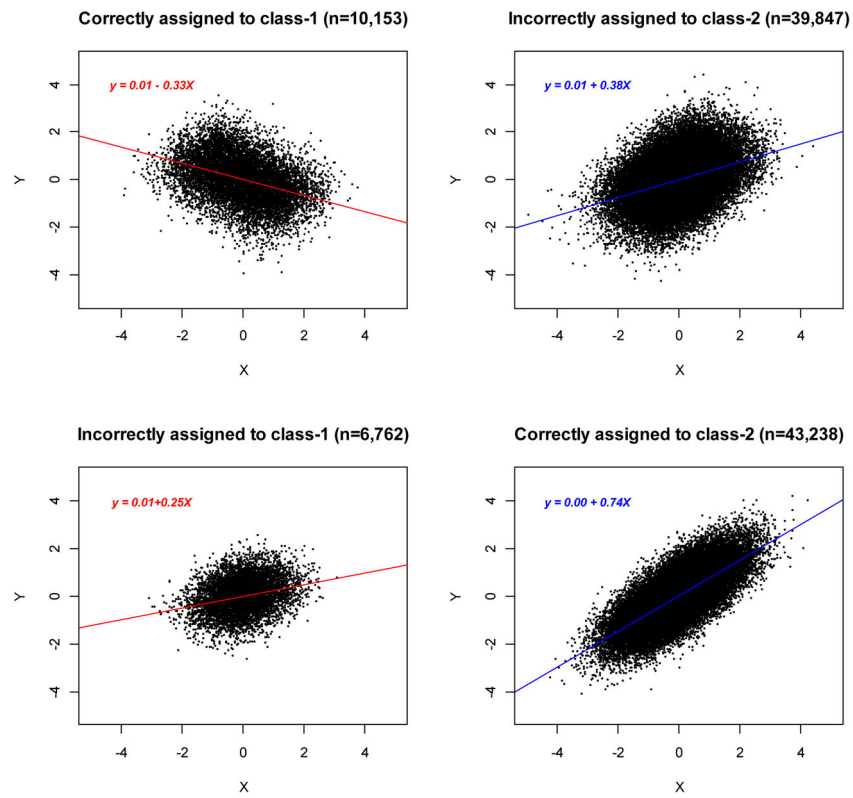 Correctly assigned to class-1 (n=10,153)
y = 0.01 - 0.33X
4
2
0
-2
-4
Y
-4 -2 0 2 4
X
Incorrectly assigned to class-2 (n=39,847)
y = 0.01 + 0.38X
4
2
0
-2
-4
Y
-4 -2 0 2 4
X
Incorrectly assigned to class-1 (n=6,762)
y = 0.01+0.25X
4
2
0
-2
-4
Y
-4 -2 0 2 4
X
Correctly assigned to class-2 (n=43,238)
y = 0.00 + 0.74X
4
2
0
-2
-4
Y
-4 -2 0 2 4
X